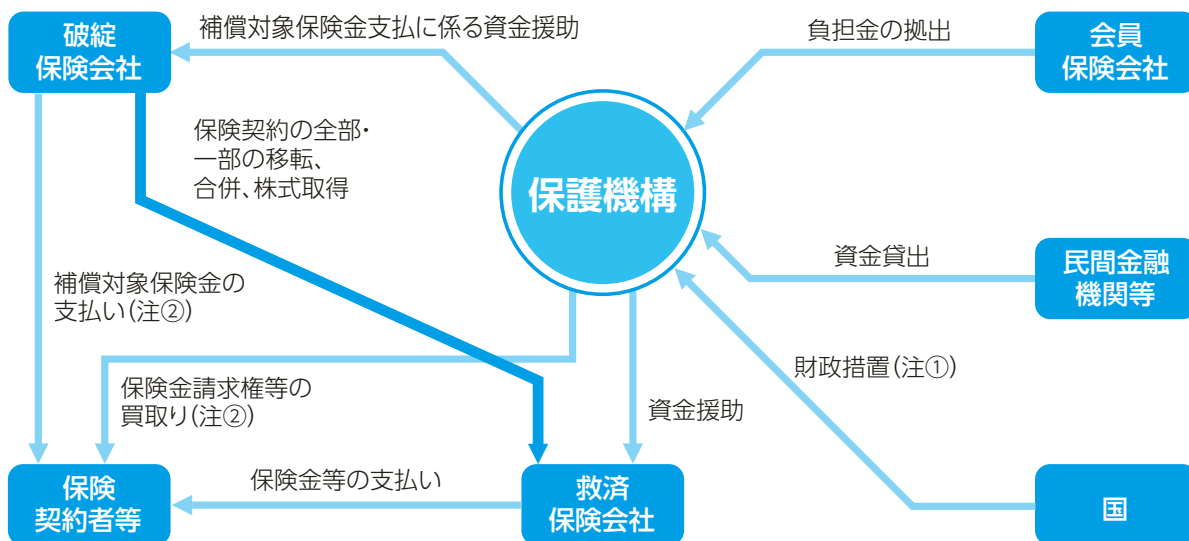 破綻
保険会社
補償対象保険金支払に係る資金援助
負担金の拠出
会員
保険会社
保険契約の全部・
一部の移転、
合併、株式取得
保護機構
資金貸出
民間金融
機関等
補償対象保険金の
支払い(注②)
財政措置(注①)
保険金請求権等の
買取り(注②)
資金援助
保険金等の支払い
保険
契約者等
救済
保険会社
国